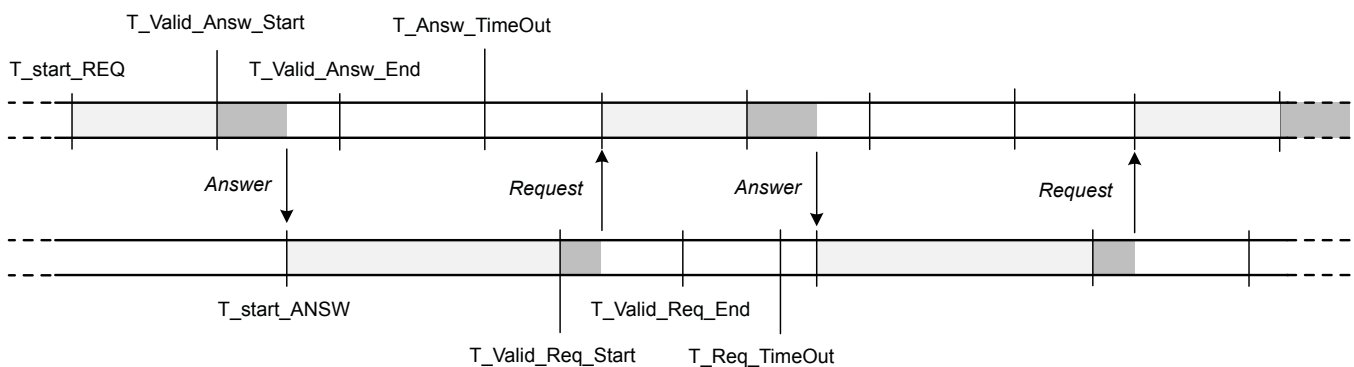 T_Valid_Answ_Start
T_Answ_TimeOut
T_start_REQ
T_Valid_Answ_End
Answer
Request
Answer
Request
T_start_ANSW
T_Valid_Req_End
T_Valid_Req_Start
T_Req_TimeOut